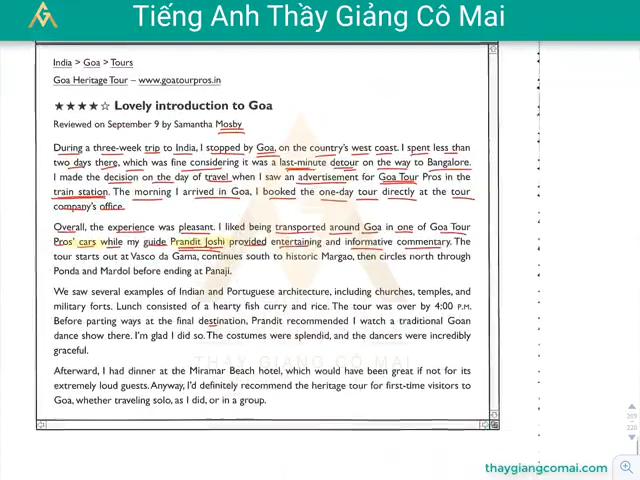 Tiếng Anh Thầy Giảng Cô Mai
India > Goa > Tours
Goa Heritage Tour – www.goatourpros.in
★★★★☆ Lovely introduction to Goa
Reviewed on September 9 by Samantha Mosby
During a three-week trip to India, I stopped by Goa, on the country's west coast. I spent less than
two days there, which was fine considering it was a last-minute detour on the way to Bangalore.
I made the decision on the day of travel when I saw an advertisement for Goa Tour Pros in the
train station. The morning I arrived in Goa, I booked the one-day tour directly at the tour
company's office.
Overall, the experience was pleasant. I liked being transported around Goa in one of Goa Tour
Pros' cars while my guide Prandit Joshi provided entertaining and informative commentary. The
tour starts out at Vasco da Gama, continues south to historic Margao, then circles north through
Ponda and Mardol before ending at Panaji.
We saw several examples of Indian and Portuguese architecture, including churches, temples, and
military forts. Lunch consisted of a hearty fish curry and rice. The tour was over by 4:00 P.M.
Before parting ways at the final destination, Prandit recommended I watch a traditional Goan
dance show there. I'm glad I did so. The costumes were splendid, and the dancers were incredibly
graceful.
THAY GIANG CO MAI
Afterward, I had dinner at the Miramar Beach hotel, which would have been great if not for its
extremely loud guests. Anyway, I'd definitely recommend the heritage tour for first-time visitors to
Goa, whether traveling solo, as I did, or in a group.
thaygiangcomai.com